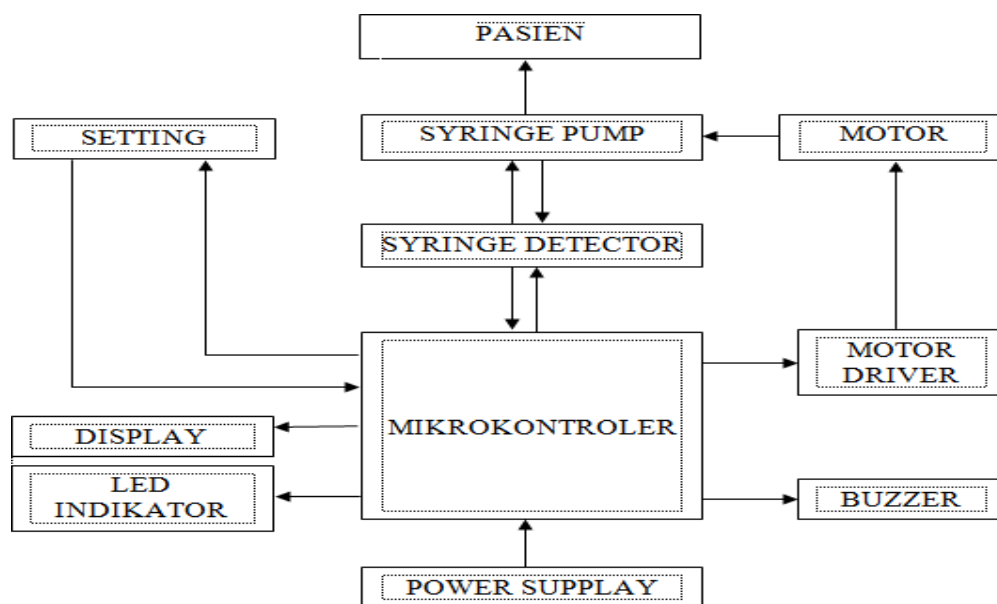 PASIEN
SETTING
SYRINGE PUMP
MOTOR
SYRINGE DETECTOR
MIKROKONTROLER
MOTOR
DRIVER
DISPLAY
LED
INDIKATOR
BUZZER
POWER SUPPLAY